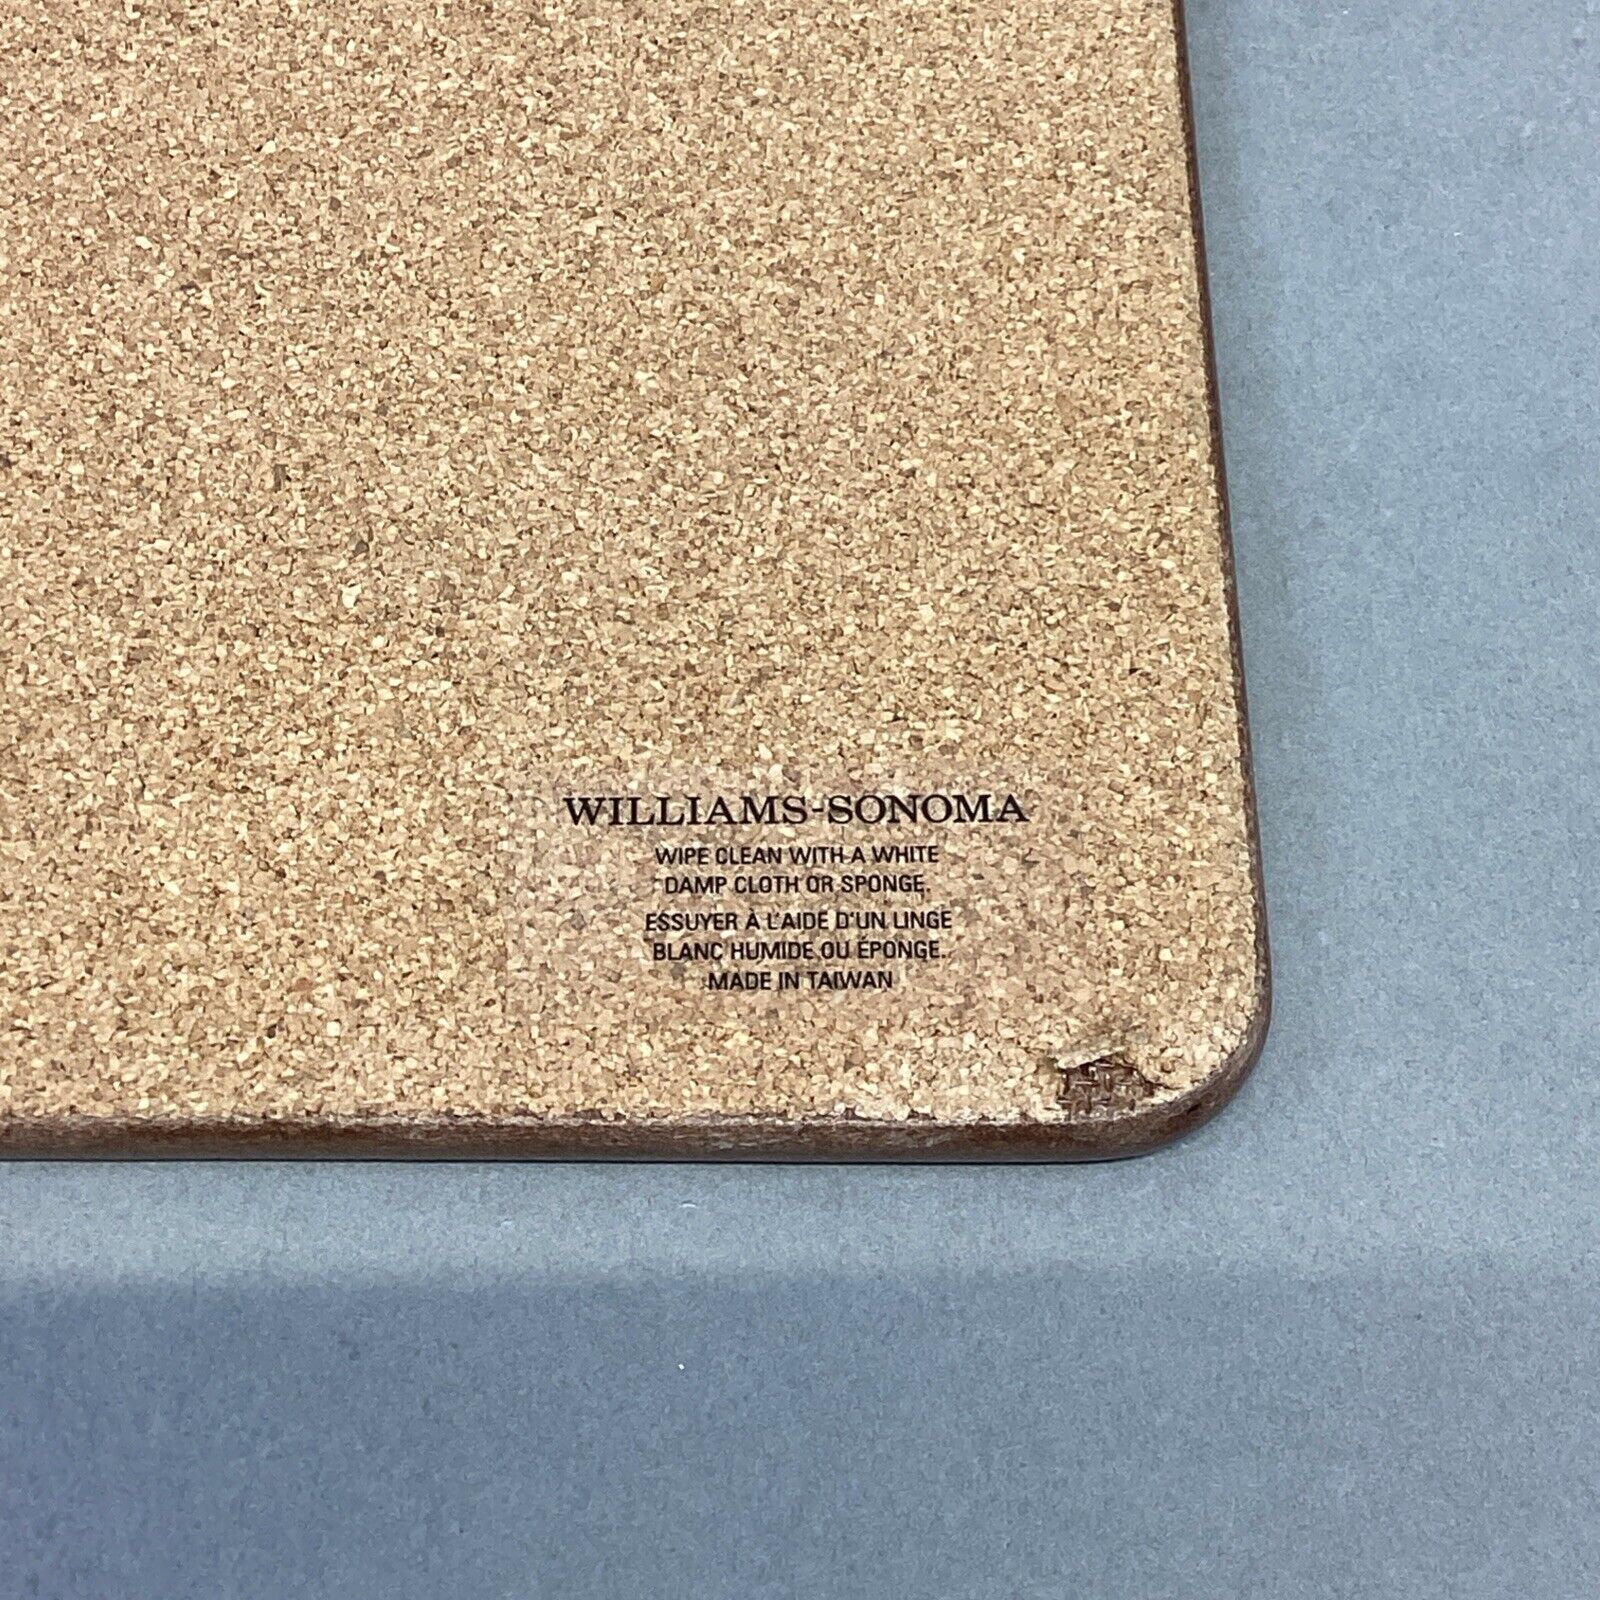 WILLIAMS-SONOMA
WIPE CLEAN WITH A WHITE
DAMP CLOTH OR SPONGE.
ESSUYER À L'AIDE D'UN LINGE
BLANC HUMIDE OU ÉPONGE.
MADE IN TAIWAN